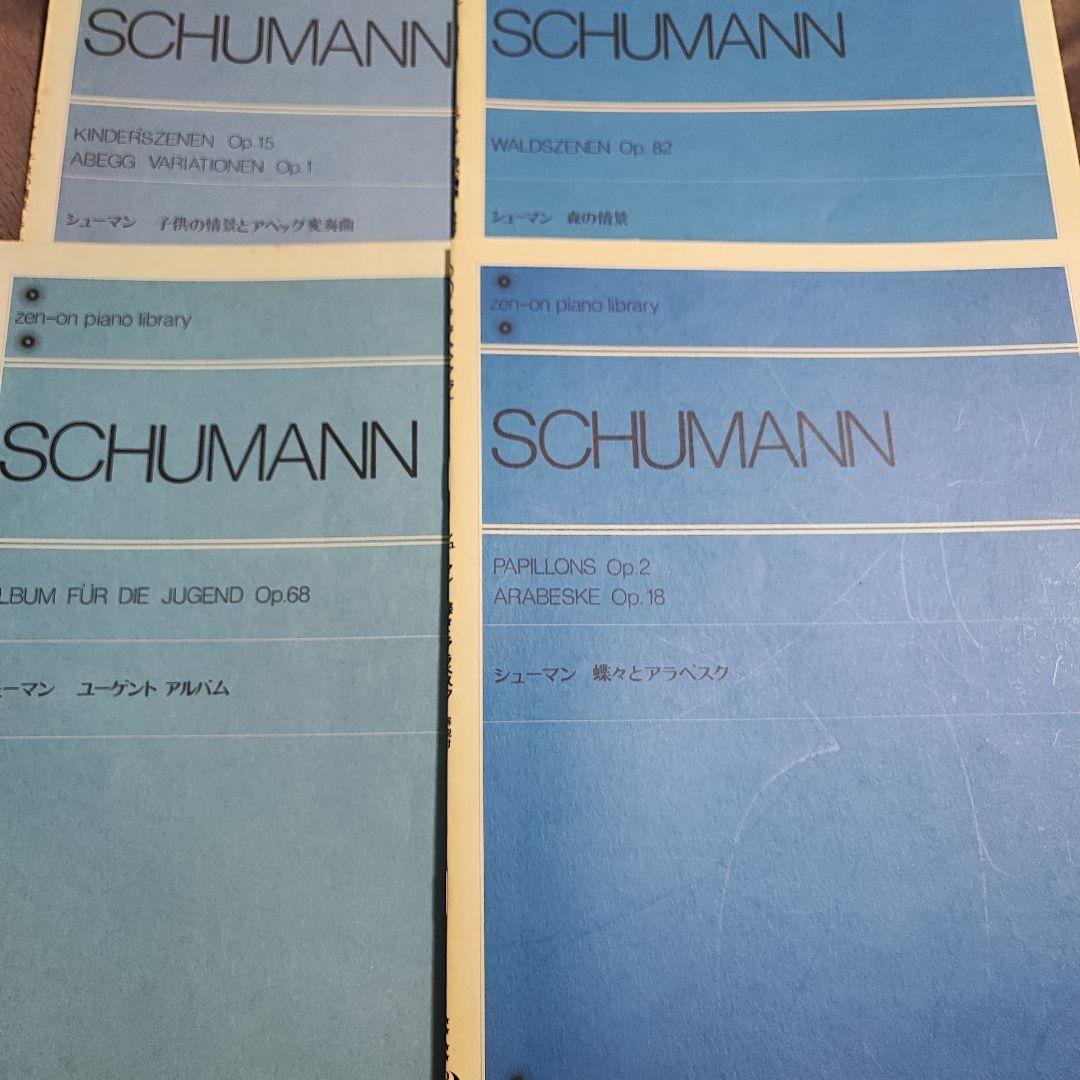 SCHUMANN
KINDERSZENEN Op.15
ABEGG VARIATIONEN Op.1
シューマン 子供の情景とアベッグ変奏曲
SCHUMANN
WALDSZENEN Op. 82
シューマン 森の情景
zen-on piano library
SCHUMANN
LBUM FÜR DIE JUGEND Op.68
ューマン ユーゲント アルバム
zen-on piano library
SCHUMANN
PAPILLONS Op.2
ARABESKE Op.18
シューマン 蝶々とアラベスク